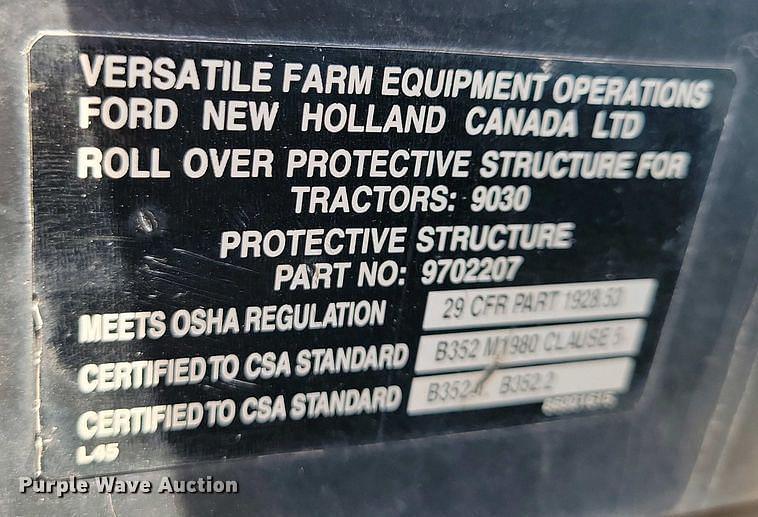 VERSATILE FARM EQUIPMENT OPERATIONS
FORD NEW HOLLAND CANADA LTD
ROLL OVER PROTECTIVE STRUCTURE FOR
TRACTORS: 9030
PROTECTIVE STRUCTURE
PART NO: 9702207
MEETS OSHA REGULATION 29 CFR PART 1928.53
CERTIFIED TO CSA STANDARD B352 M1980 CLAUSE 5
CERTIFIED TO CSA STANDARD B352.2
L45
Purple Wave Auction